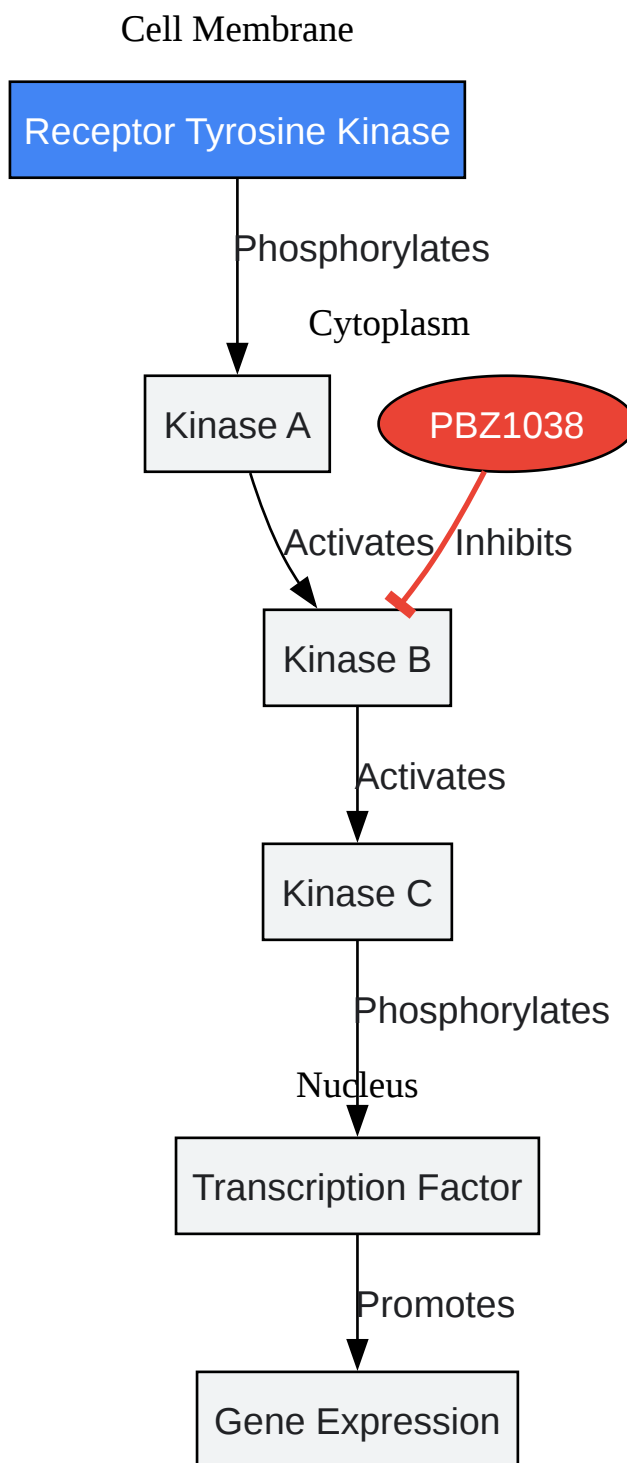 Cell Membrane
Receptor Tyrosine Kinase
Phosphorylates
Cytoplasm
Kinase A
PBZ1038
Activates
Inhibits
Kinase B
Activates
Kinase C
Phosphorylates
Nucleus
Transcription Factor
Promotes
Gene Expression